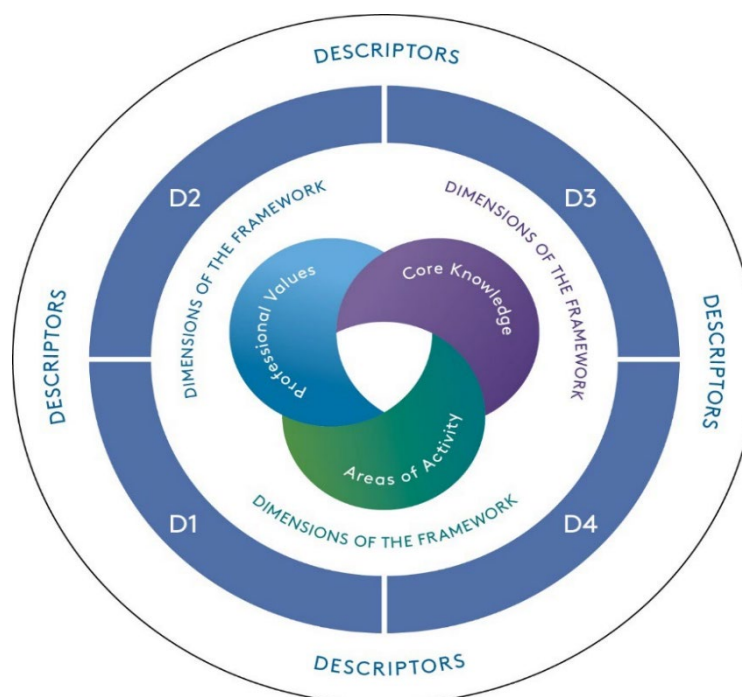 DESCRIPTORS
D2
D3
DIMENSIONS OF THE FRAMEWORK
DIMENSIONS OF THE FRAMEWORK
Professional Values
Core Knowledge
DESCRIPTORS
DESCRIPTORS
Areas of Activity
DIMENSIONS OF THE FRAMEWORK
D1
D4
DESCRIPTORS